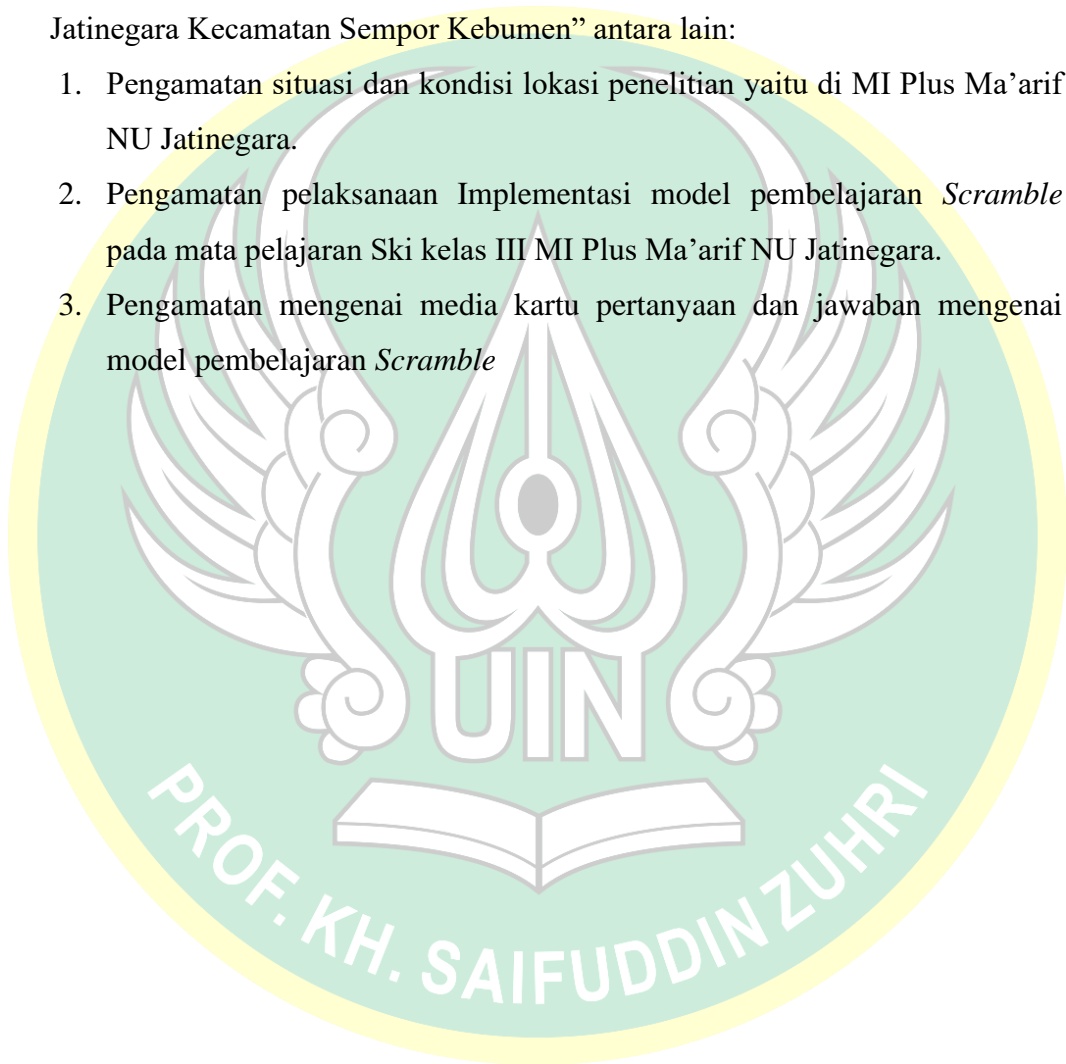 Jatinegara Kecamatan Sempor Kebumen” antara lain:
1. Pengamatan situasi dan kondisi lokasi penelitian yaitu di MI Plus Ma’arif
NU Jatinegara.
2. Pengamatan pelaksanaan Implementasi model pembelajaran Scramble
pada mata pelajaran Ski kelas III MI Plus Ma’arif NU Jatinegara.
3. Pengamatan mengenai media kartu pertanyaan dan jawaban mengenai
model pembelajaran Scramble
UIN
PROF. KH. SAIFUDDIN ZUHRI